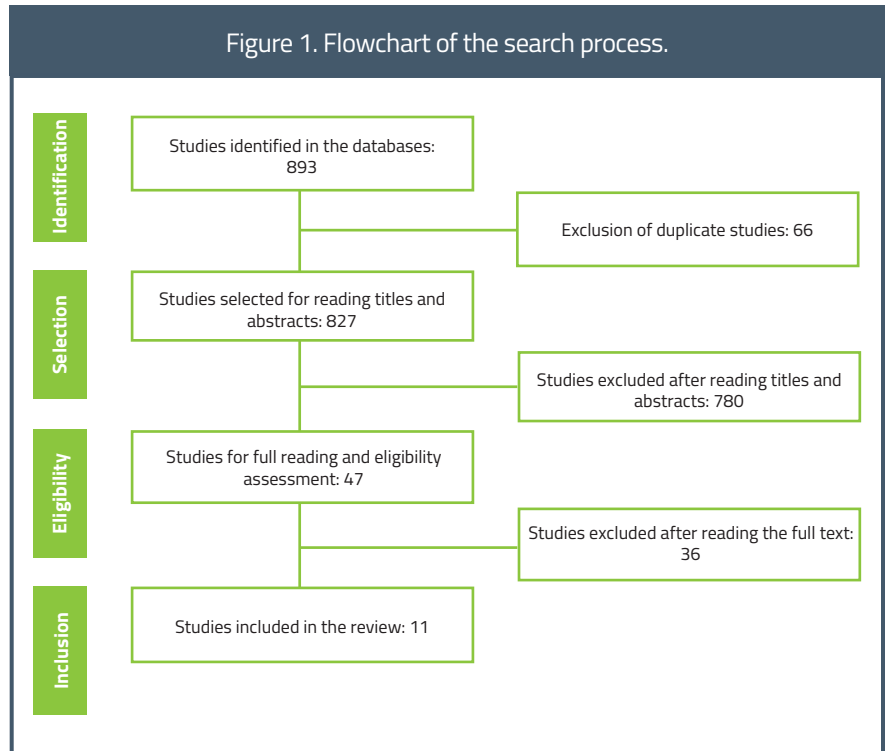 Figure 1. Flowchart of the search process.
Identification
Studies identified in the databases:
893
Exclusion of duplicate studies: 66
Selection
Studies selected for reading titles and
abstracts: 827
Studies excluded after reading titles and
abstracts: 780
Eligibility
Studies for full reading and eligibility
assessment: 47
Studies excluded after reading the full text:
36
Inclusion
Studies included in the review: 11